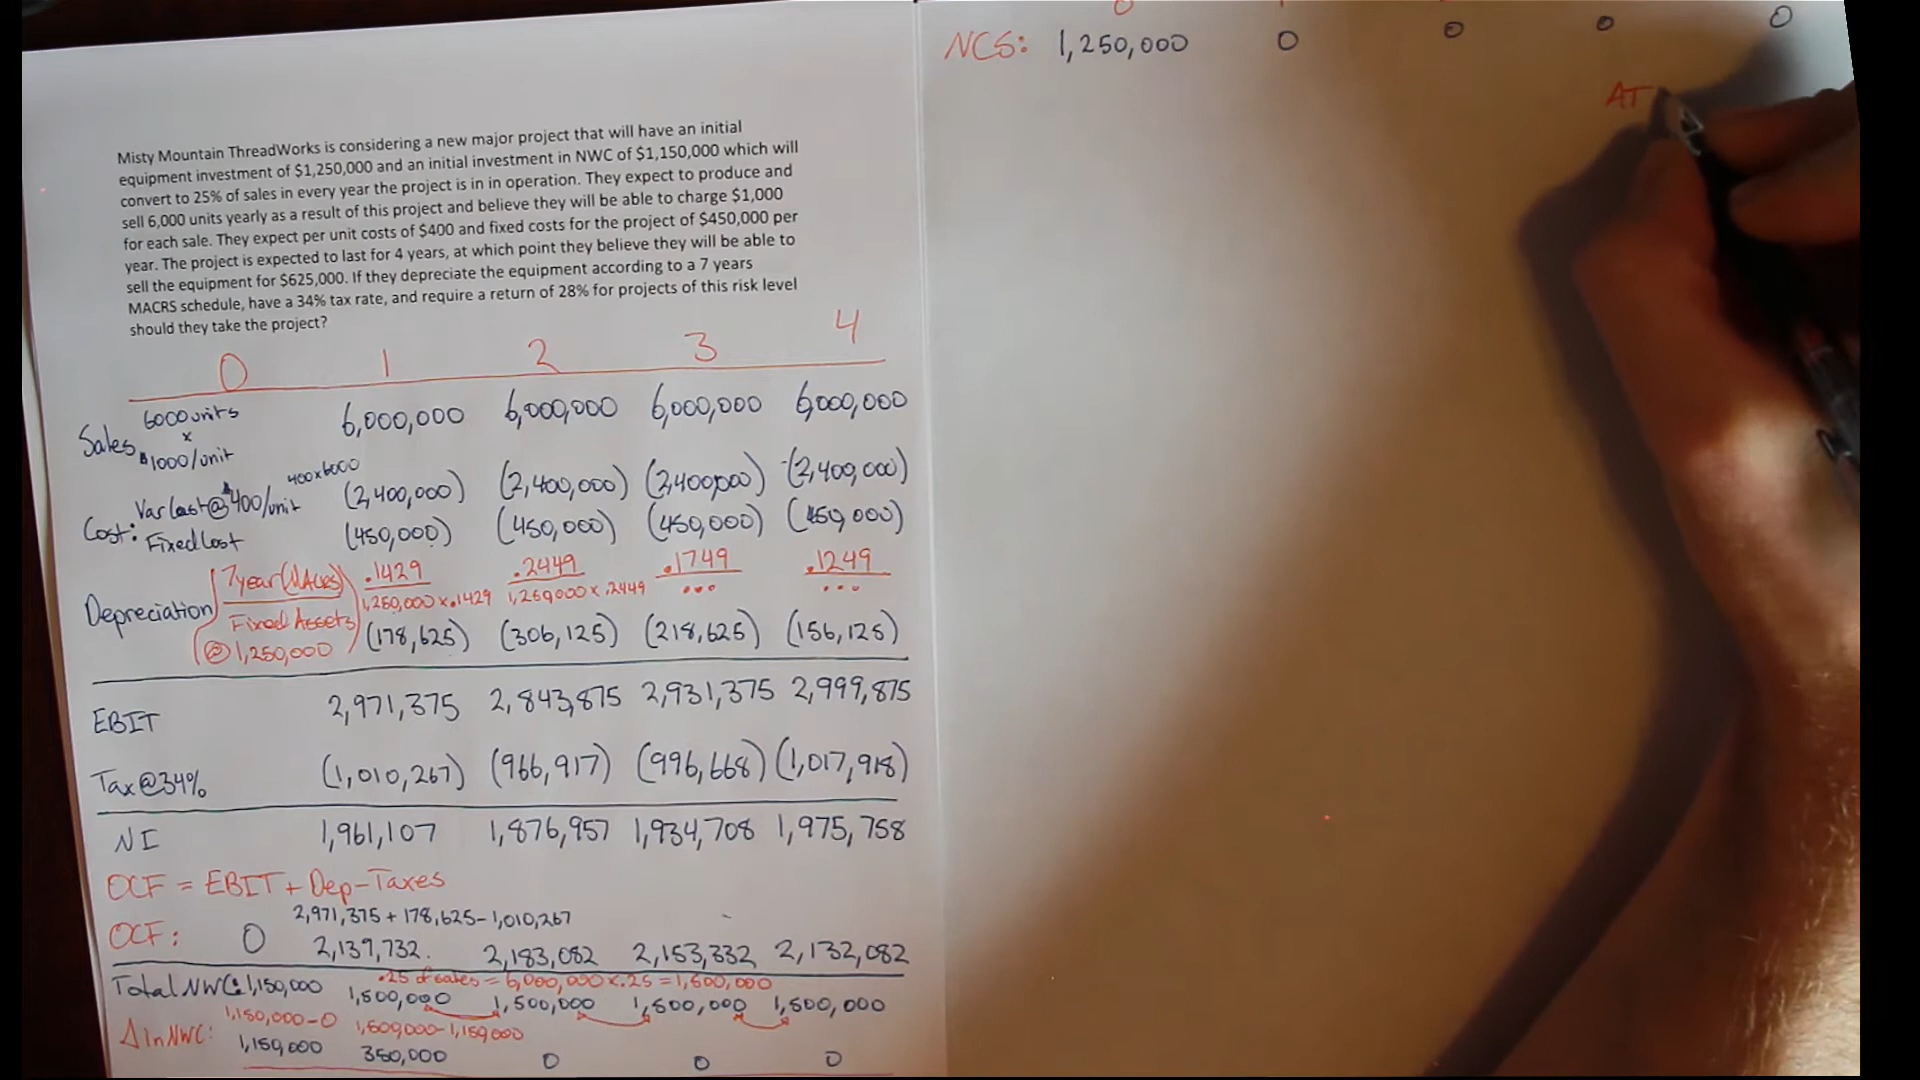 Misty Mountain ThreadWorks is considering a new major project that will have an initial
equipment investment of $1,250,000 and an initial investment in NWC of $1,150,000 which will
convert to 25% of sales in every year the project is in in operation. They expect to produce and
sell 6,000 units yearly as a result of this project and believe they will be able to charge $1,000
for each sale. They expect per unit costs of $400 and fixed costs for the project of $450,000 per
year. The project is expected to last for 4 years, at which point they believe they will be able to
sell the equipment for $625,000. If they depreciate the equipment according to a 7 years
MACRS schedule, have a 34% tax rate, and require a return of 28% for projects of this risk level
should they take the project?
0 1 2 3 4
Sales 6000units x $1000/unit 6,000,000 6,000,000 6,000,000 6,000,000
400x6000
Cost: Var Cost@$400/unit (2,400,000) (2,400,000) (2,400,000) (2,400,000)
Fixed Cost (450,000) (450,000) (450,000) (450,000)
7year(MACRS) .1429 .2449 .1749 .1249
Depreciation Fixed Assets 1,250,000x.1429 1,250,000x.2449 ... ...
@1,250,000 (178,625) (306,125) (218,625) (156,125)
EBIT 2,971,375 2,843,875 2,931,375 2,999,875
Tax@34% (1,010,267) (966,917) (996,668) (1,017,918)
NI 1,961,107 1,876,957 1,934,708 1,975,758
OCF = EBIT + Dep-Taxes
2,971,375 + 178,625 - 1,010,267
OCF: 0 2,139,732. 2,183,082 2,153,332 2,132,082
.25 of sales = 6,000,000x.25 = 1,500,000
Total NWC: 1,150,000 1,500,000 1,500,000 1,500,000 1,500,000
1,150,000-0 1,500,000-1,150,000
Δ In NWC: 1,150,000 350,000 0 0 0
0
NCS: 1,250,000 0 0 0 0
AT